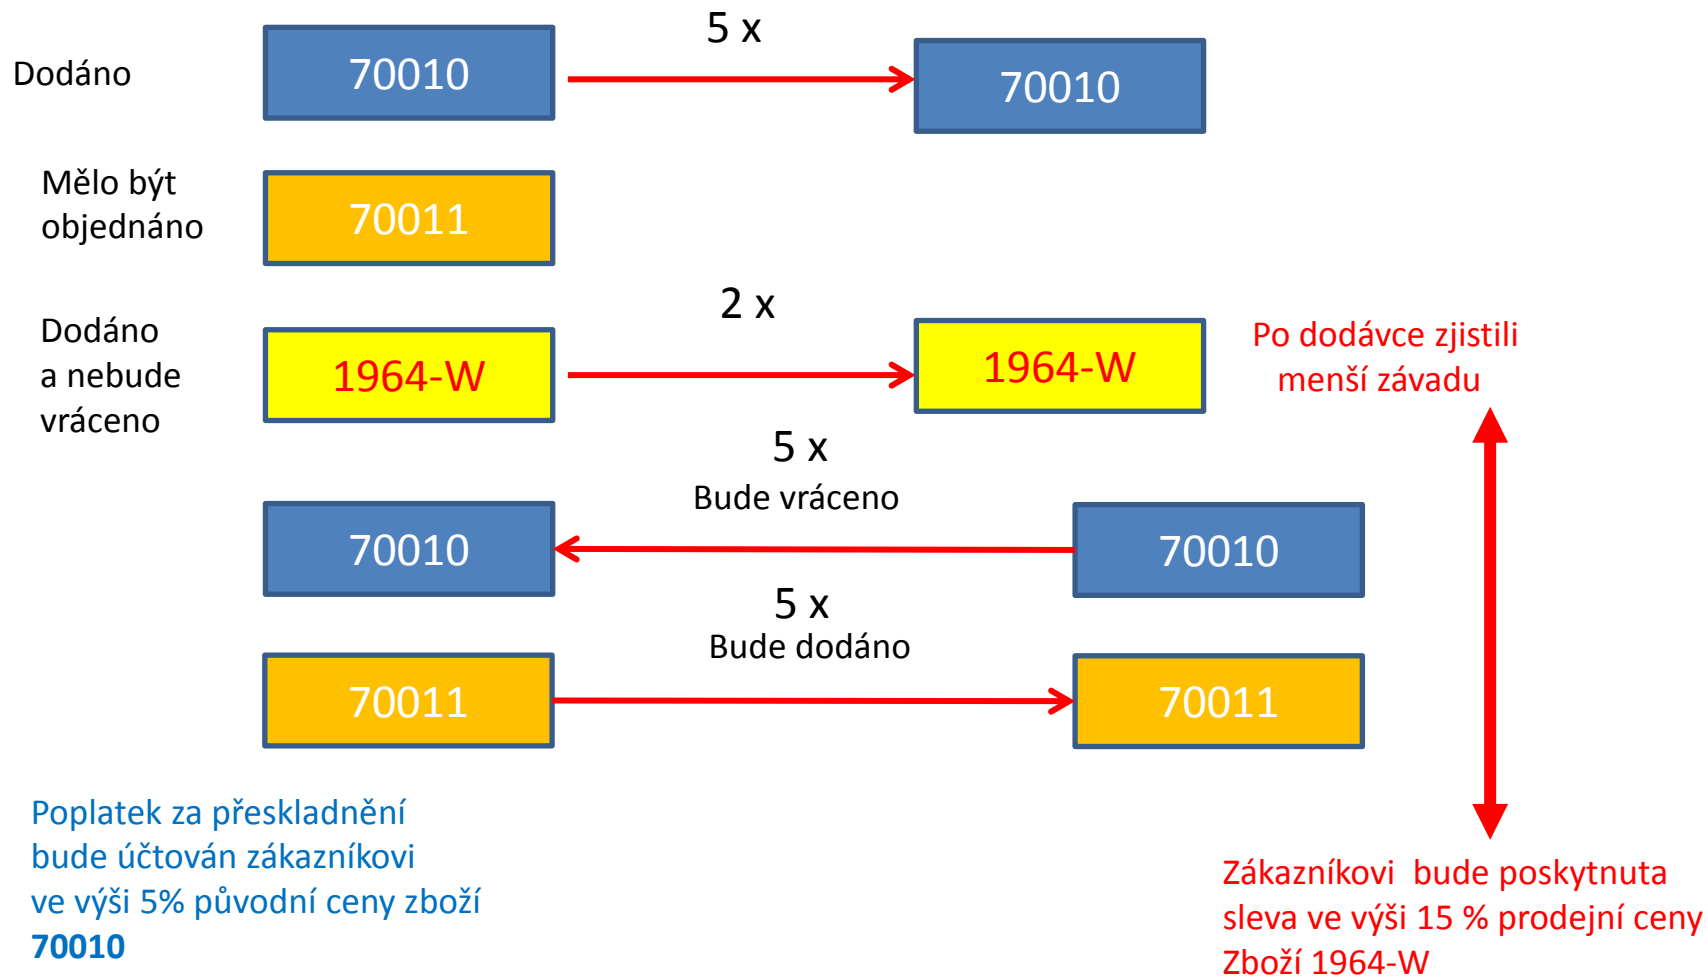 5 x
Dodáno
70010
70010
Mělo být
objednáno
70011
2 x
Dodáno
a nebude
vráceno
1964-W
1964-W
Po dodávce zjistili
menší závadu
5 x
Bude vráceno
70010
70010
5 x
Bude dodáno
70011
70011
Poplatek za přeskladnění
bude účtován zákazníkovi
ve výši 5% původní ceny zboží
70010
Zákazníkovi bude poskytnuta
sleva ve výši 15 % prodejní ceny
Zboží 1964-W